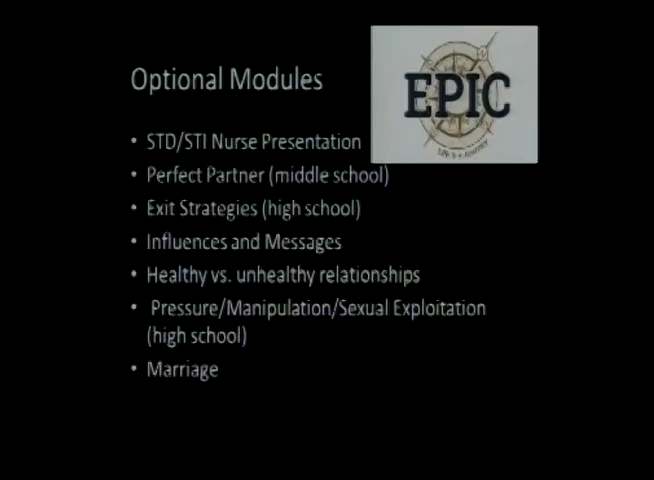 Optional Modules
EPIC
• STD/STI Nurse Presentation
• Perfect Partner (middle school)
• Exit Strategies (high school)
• Influences and Messages
• Healthy vs. unhealthy relationships
• Pressure/Manipulation/Sexual Exploitation
(high school)
• Marriage